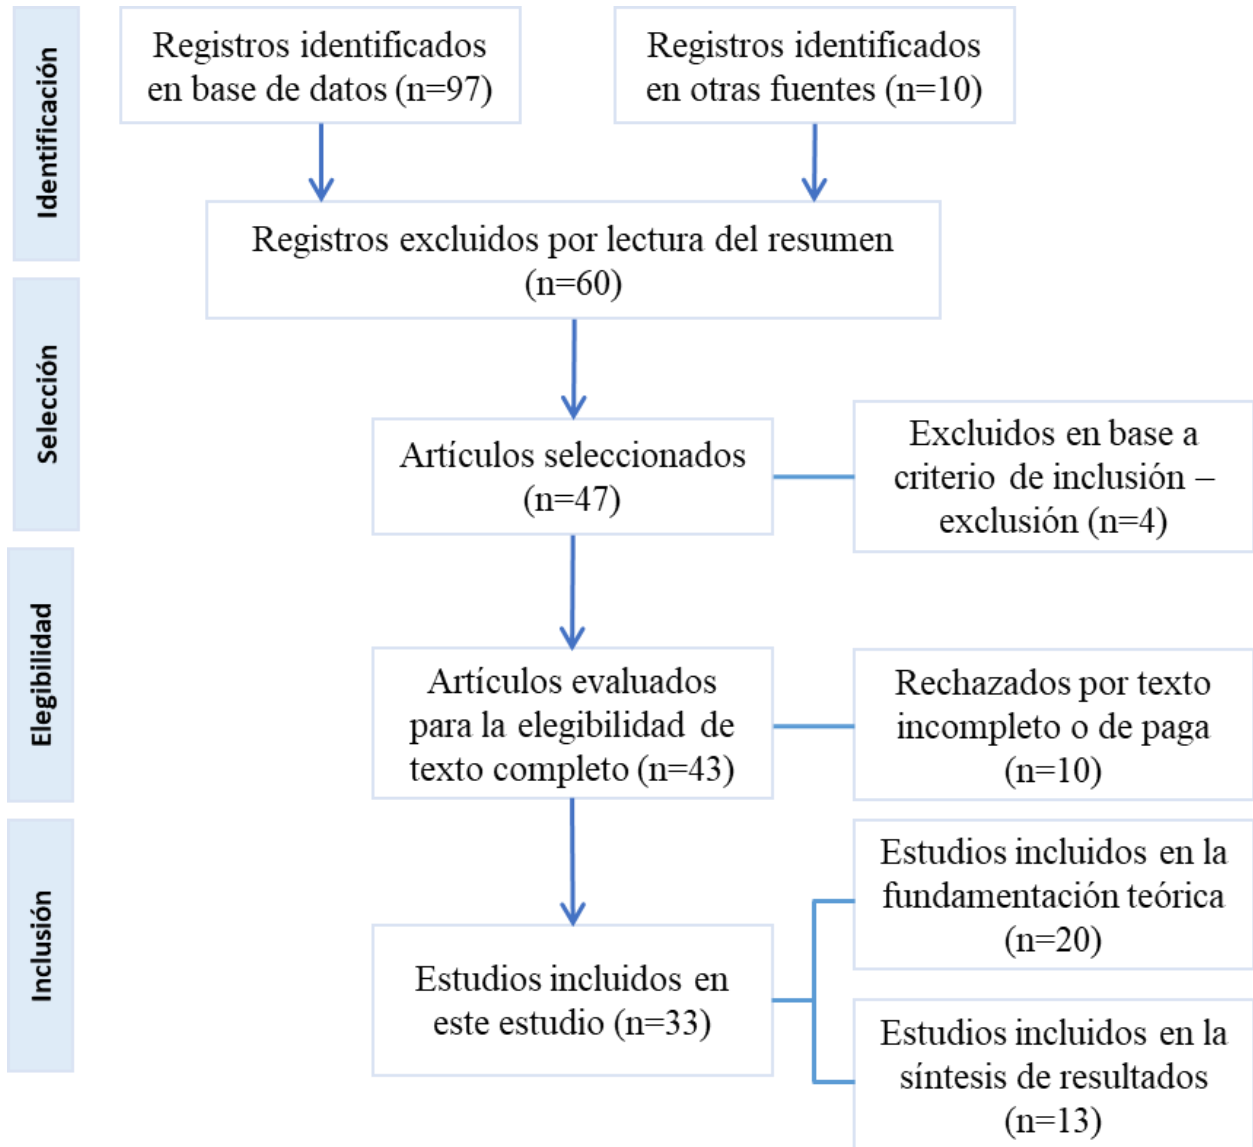 Identificación
Registros identificados
en base de datos (n=97)
Registros identificados
en otras fuentes (n=10)
Registros excluidos por lectura del resumen
(n=60)
Selección
Artículos seleccionados
(n=47)
Excluidos en base a
criterio de inclusión –
exclusión (n=4)
Elegibilidad
Artículos evaluados
para la elegibilidad de
texto completo (n=43)
Rechazados por texto
incompleto o de paga
(n=10)
Inclusión
Estudios incluidos en
este estudio (n=33)
Estudios incluidos en la
fundamentación teórica
(n=20)
Estudios incluidos en la
síntesis de resultados
(n=13)